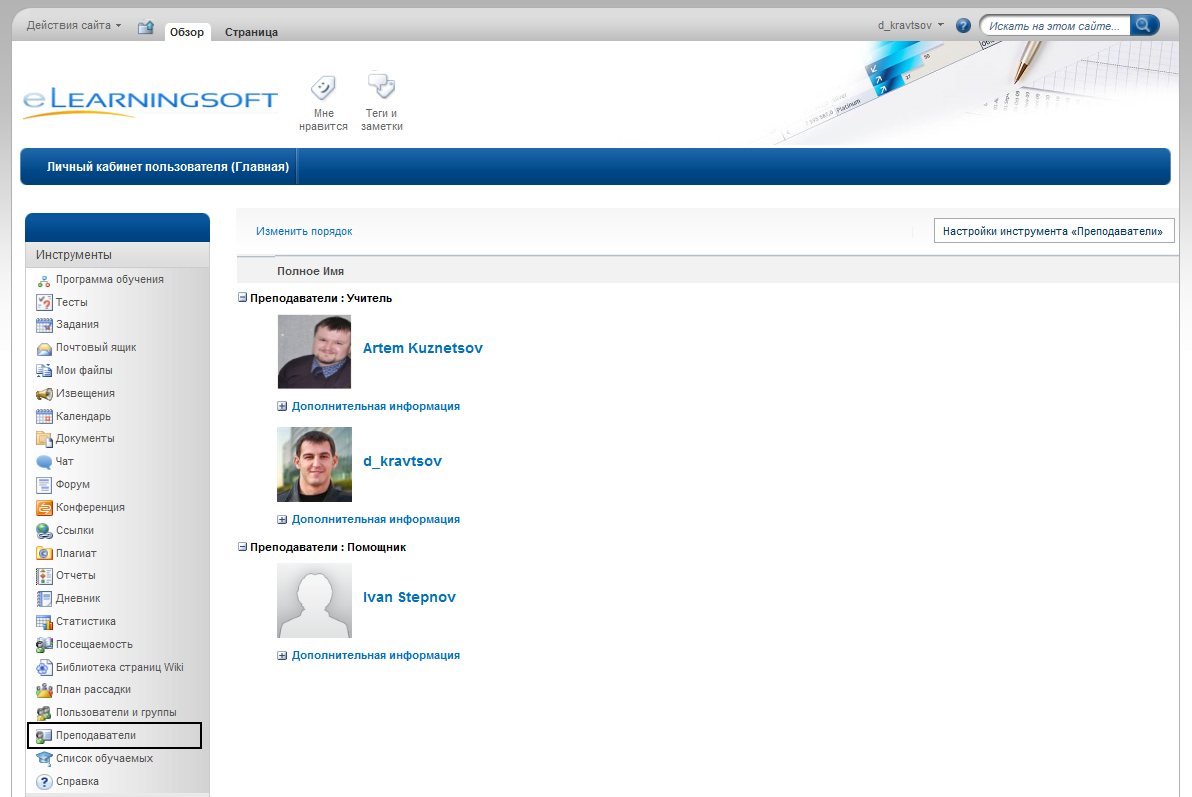 Действия сайта
Обзор
Страница
d_kravtsov
Искать на этом сайте...
eLearningsoft
Мне
нравится
Теги и
заметки
Platinum
Личный кабинет пользователя (Главная)
Инструменты
Программа обучения
Тесты
Задания
Почтовый ящик
Мои файлы
Извещения
Календарь
Документы
Чат
Форум
Конференция
Ссылки
Плагиат
Отчеты
Дневник
Статистика
Посещаемость
Библиотека страниц Wiki
План рассадки
Пользователи и группы
Преподаватели
Список обучаемых
Справка
Изменить порядок
Настройки инструмента «Преподаватели»
Полное Имя
Преподаватели : Учитель
Artem Kuznetsov
Дополнительная информация
d_kravtsov
Дополнительная информация
Преподаватели : Помощник
Ivan Stepnov
Дополнительная информация